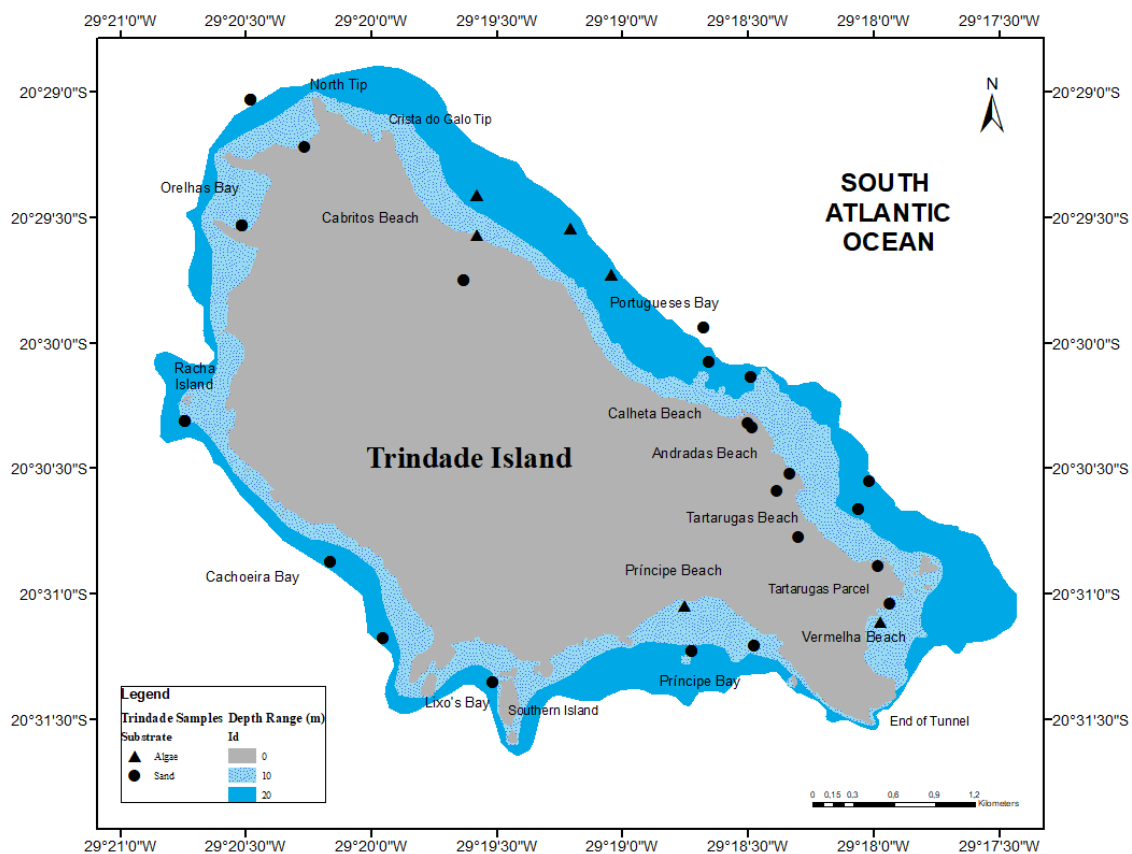 29°21'0"W 29°20'30"W 29°20'0"W 29°19'30"W 29°19'0"W 29°18'30"W 29°18'0"W 29°17'30"W
20°29'0"S 20°29'0"S
20°29'30"S 20°29'30"S
20°30'0"S 20°30'0"S
20°30'30"S 20°30'30"S
20°31'0"S 20°31'0"S
20°31'30"S 20°31'30"S
North Tip
N
Crista do Galo Tip
Orelhas Bay
SOUTH
ATLANTIC
OCEAN
Cabritos Beach
Portugueses Bay
Racha
Island
Calheta Beach
Trindade Island
Andradas Beach
Tartarugas Beach
Cachoeira Bay
Príncipe Beach
Tartarugas Parcel
Vermelha Beach
Príncipe Bay
Lixo's Bay
Southern Island
End of Tunnel
Legend
Trindade Samples Depth Range (m)
Substrate Id
Algae 0
Sand 10
20
0 0,15 0,3 0,6 0,9 1,2
Kilometers
29°21'0"W 29°20'30"W 29°20'0"W 29°19'30"W 29°19'0"W 29°18'30"W 29°18'0"W 29°17'30"W